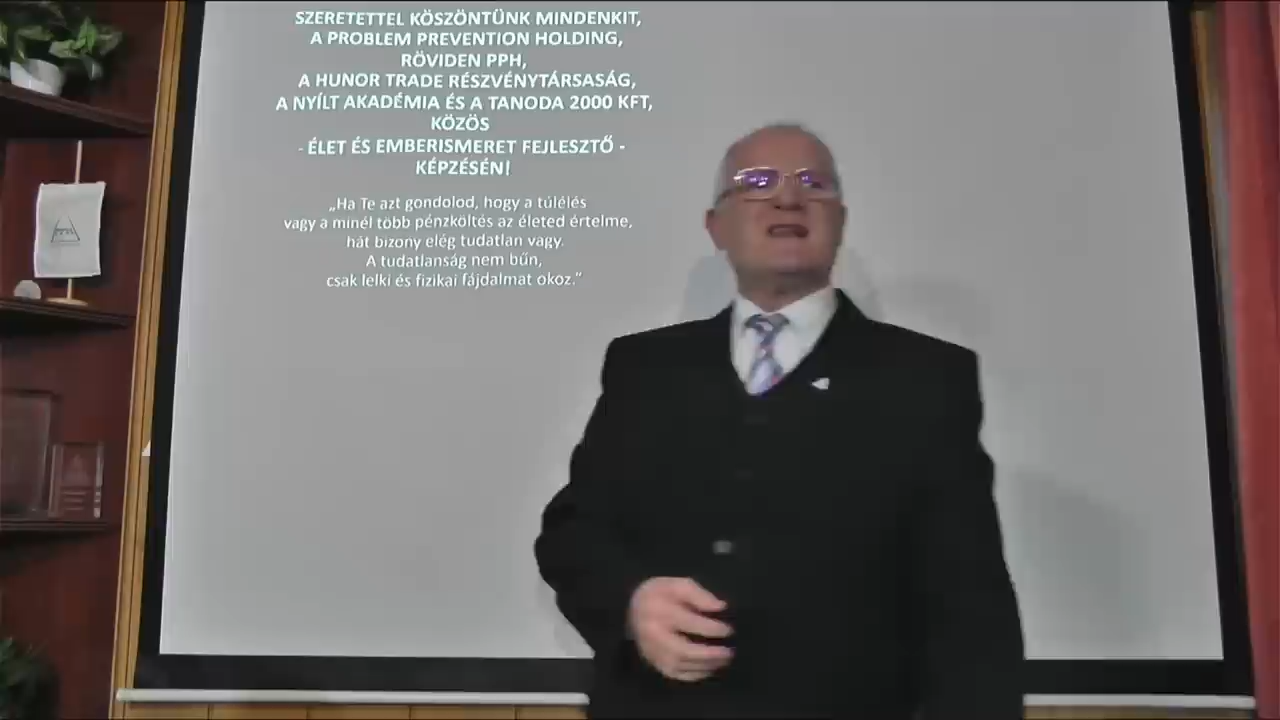 SZERETETTEL KÖSZÖNTÜNK MINDENKIT,
A PROBLEM PREVENTION HOLDING,
RÖVIDEN PPH,
A HUNOR TRADE RÉSZVÉNYTÁRSASÁG,
A NYÍLT AKADÉMIA ÉS A TANODA 2000 KFT,
KÖZÖS
- ÉLET ÉS EMBERISMERET FEJLESZTŐ -
KÉPZÉSÉN!
„Ha Te azt gondolod, hogy a túlélés
vagy a minél több pénzköltés az életed értelme,
hát bizony elég tudatlan vagy.
A tudatlanság nem bűn,
csak lelki és fizikai fájdalmat okoz.”